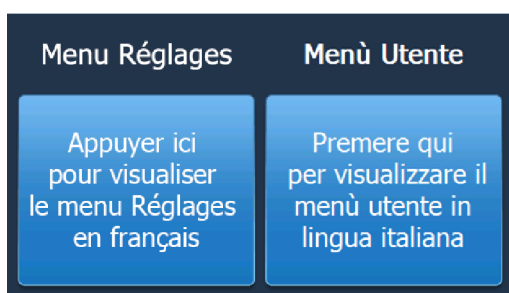 Menu Réglages
Appuyer ici
pour visualiser
le menu Réglages
en français
Menù Utente
Premere qui
per visualizzare il
menù utente in
lingua italiana